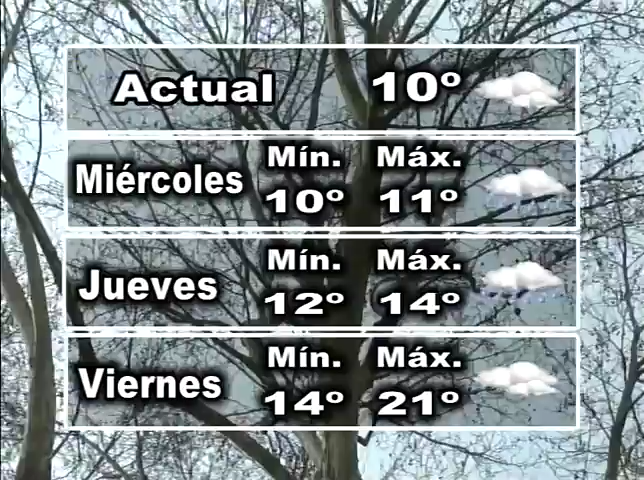 Actual 10º
Mín. Máx.
Miércoles 10º 11º
Mín. Máx.
Jueves 12º 14º
Mín. Máx.
Viernes 14º 21º